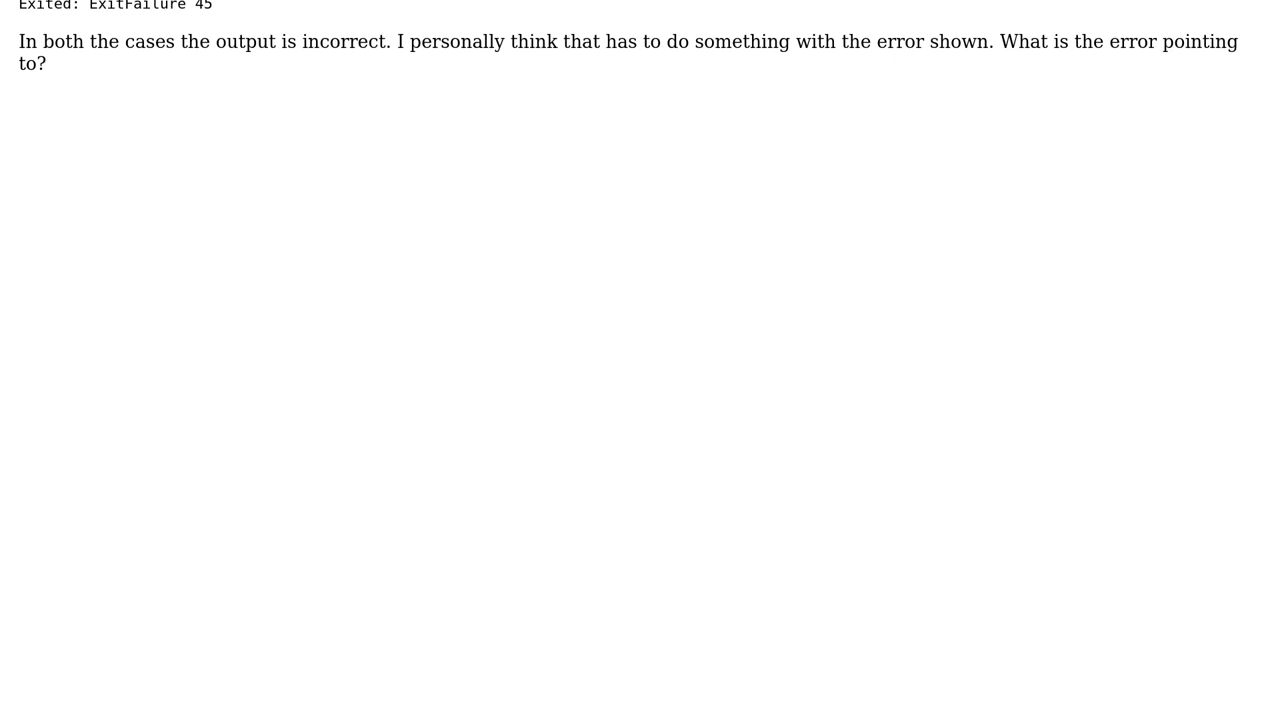 Exited: ExitFailure 45
In both the cases the output is incorrect. I personally think that has to do something with the error shown. What is the error pointing
to?